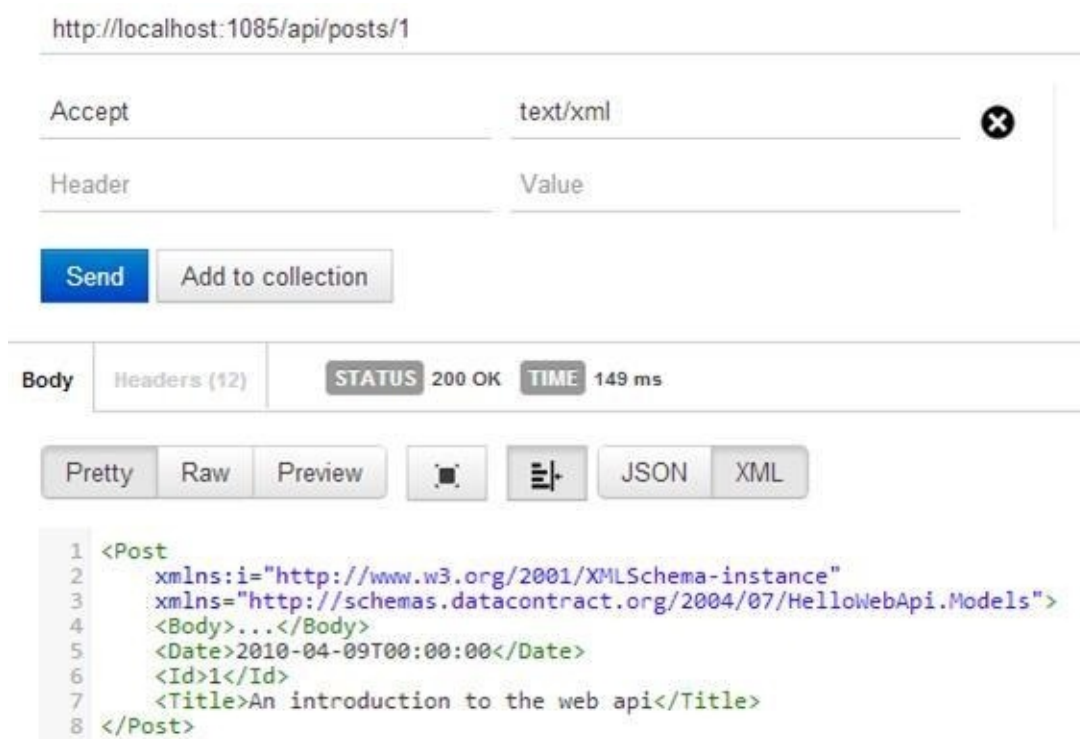 http://localhost:1085/api/posts/1
Accept text/xml
Header Value
Send Add to collection
Body Headers (12) STATUS 200 OK TIME 149 ms
Pretty Raw Preview JSON XML
1 <Post
2 xmlns:i="http://www.w3.org/2001/XMLSchema-instance"
3 xmlns="http://schemas.datacontract.org/2004/07/HelloWebApi.Models">
4 <Body>...</Body>
5 <Date>2010-04-09T00:00:00</Date>
6 <Id>1</Id>
7 <Title>An introduction to the web api</Title>
8 </Post>